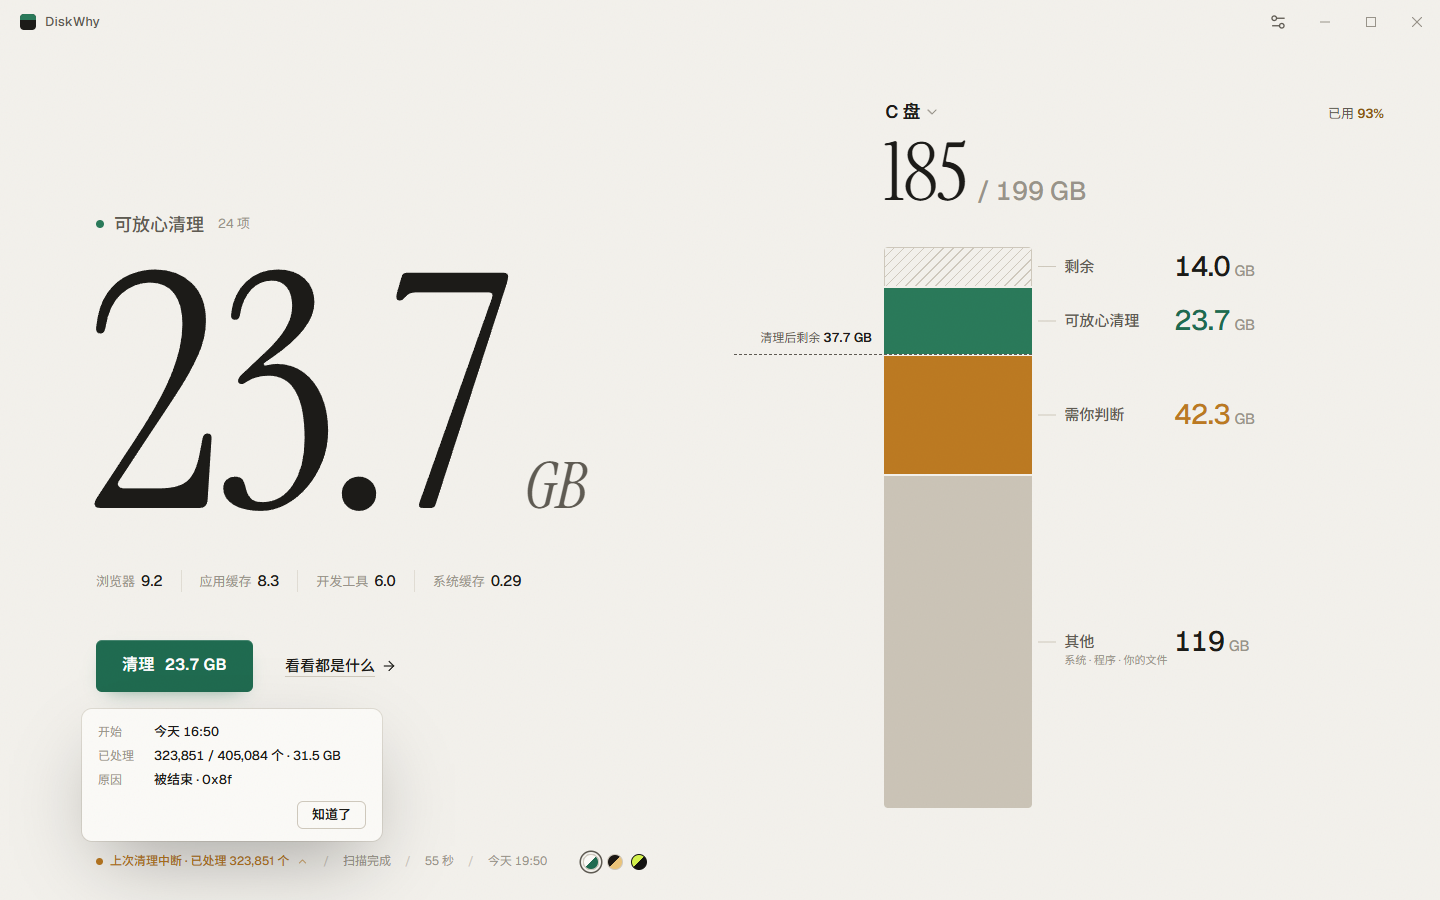 DiskWhy
可放心清理 24 项
23.7 GB
浏览器 9.2
应用缓存 8.3
开发工具 6.0
系统缓存 0.29
清理 23.7 GB
看看都是什么 →
开始 今天 16:50
已处理 323,851 / 405,084 个 · 31.5 GB
原因 被结束 · 0x8f
知道了
上次清理中断 · 已处理 323,851 个 / 扫描完成 / 55 秒 / 今天 19:50
C 盘
已用 93%
185 / 199 GB
剩余 14.0 GB
可放心清理 23.7 GB
清理后剩余 37.7 GB
需你判断 42.3 GB
其他 119 GB
系统 · 程序 · 你的文件